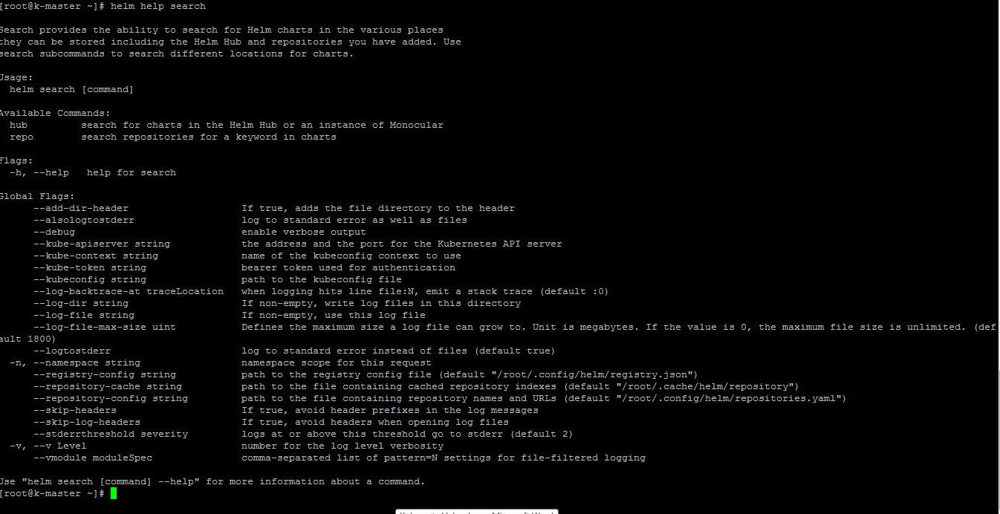 [root@k-master ~]# helm help search
Search provides the ability to search for Helm charts in the various places
they can be stored including the Helm Hub and repositories you have added. Use
search subcommands to search different locations for charts.
Usage:
helm search [command]
Available Commands:
hub search for charts in the Helm Hub or an instance of Monocular
repo search repositories for a keyword in charts
Flags:
-h, --help help for search
Global Flags:
--add-dir-header If true, adds the file directory to the header
--alsologtostderr log to standard error as well as files
--debug enable verbose output
--kube-apiserver string the address and the port for the Kubernetes API server
--kube-context string name of the kubeconfig context to use
--kube-token string bearer token used for authentication
--kubeconfig string path to the kubeconfig file
--log-backtrace-at traceLocation when logging hits line file:N, emit a stack trace (default :0)
--log-dir string If non-empty, write log files in this directory
--log-file string If non-empty, use this log file
--log-file-max-size uint Defines the maximum size a log file can grow to. Unit is megabytes. If the value is 0, the maximum file size is unlimited. (def
ault 1800)
--logtostderr log to standard error instead of files (default true)
-n, --namespace string namespace scope for this request
--registry-config string path to the registry config file (default "/root/.config/helm/registry.json")
--repository-cache string path to the file containing cached repository indexes (default "/root/.cache/helm/repository")
--repository-config string path to the file containing repository names and URLs (default "/root/.config/helm/repositories.yaml")
--skip-headers If true, avoid header prefixes in the log messages
--skip-log-headers If true, avoid headers when opening log files
--stderrthreshold severity logs at or above this threshold go to stderr (default 2)
-v, --v Level number for the log level verbosity
--vmodule moduleSpec comma-separated list of pattern=N settings for file-filtered logging
Use "helm search [command] --help" for more information about a command.
[root@k-master ~]#